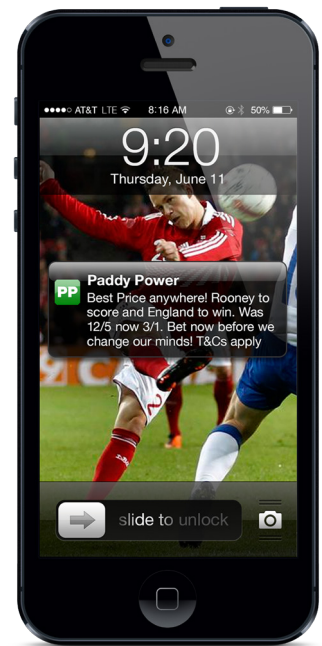 AT&T LTE 8:16 AM 50%
9:20
Thursday, June 11
PP
Paddy Power
Best Price anywhere! Rooney to
score and England to win. Was
12/5 now 3/1. Bet now before we
change our minds! T&Cs apply
slide to unlock